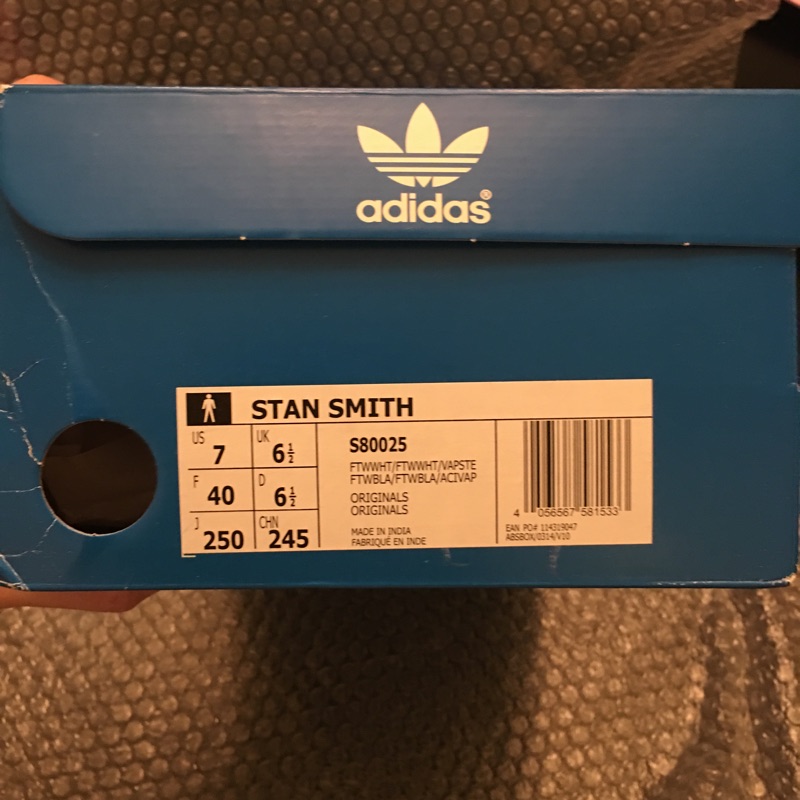 adidas®
STAN SMITH
US 7 UK 6½
F 40 D 6½
J 250 CHN 245
S80025
FTWWHT/FTWWHT/VAPSTE
FTWBLA/FTWBLA/ACIVAP
ORIGINALS
ORIGINALS
MADE IN INDIA
FABRIQUÉ EN INDE
4 056567 581533
EAN PO# 114319047
ABSBOX/0314/V10